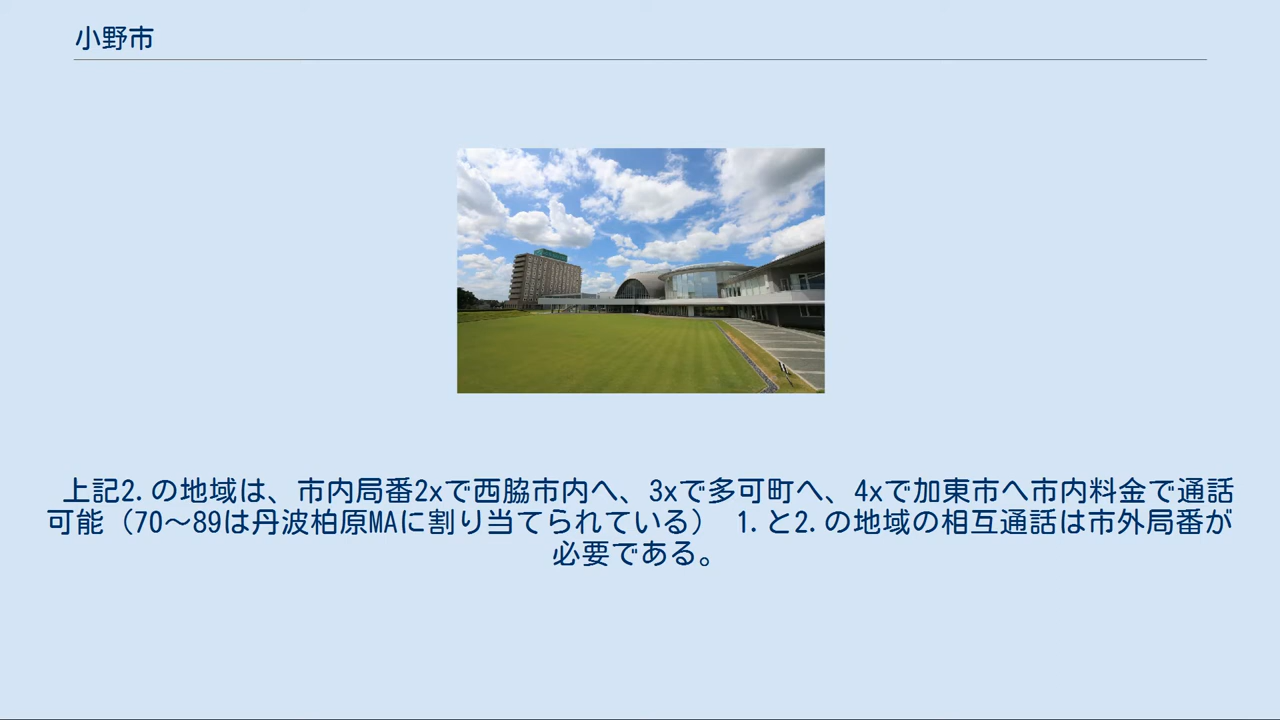 小野市
上記2.の地域は、市内局番2xで西脇市内へ、3xで多可町へ、4xで加東市へ市内料金で通話
可能（70～89は丹波柏原MAに割り当てられている） 1.と2.の地域の相互通話は市外局番が
必要である。